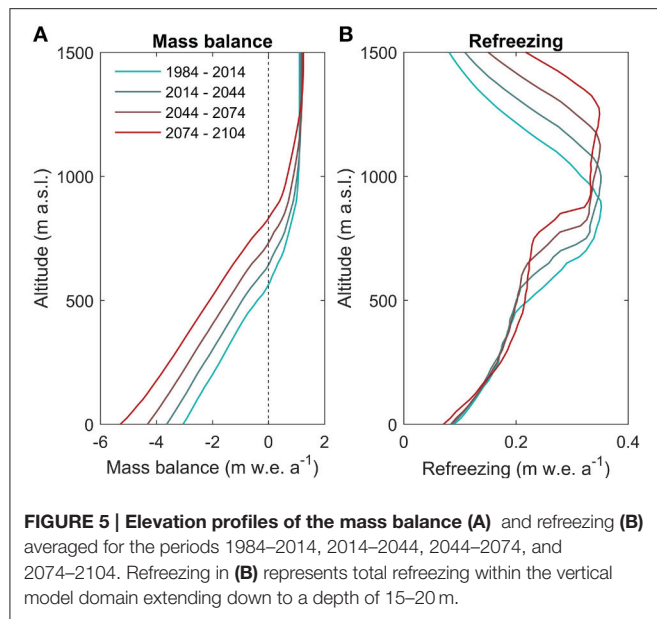 A
Mass balance
1500
1000
500
0
Altitude (m a.s.l.)
1984 - 2014
2014 - 2044
2044 - 2074
2074 - 2104
-6 -4 -2 0 2
Mass balance (m w.e. a⁻¹)
B
Refreezing
1500
1000
500
0
Altitude (m a.s.l.)
0 0.2 0.4
Refreezing (m w.e. a⁻¹)
FIGURE 5 | Elevation profiles of the mass balance (A) and refreezing (B)
averaged for the periods 1984–2014, 2014–2044, 2044–2074, and
2074–2104. Refreezing in (B) represents total refreezing within the vertical
model domain extending down to a depth of 15–20 m.